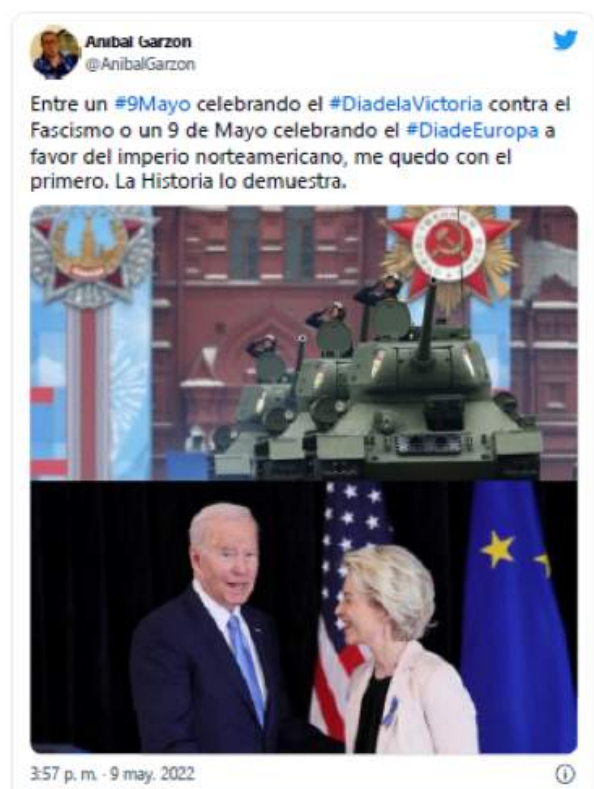 Anibal Garzon
@AnibalGarzon
Entre un #9Mayo celebrando el #DiadelaVictoria contra el
Fascismo o un 9 de Mayo celebrando el #DiadeEuropa a
favor del imperio norteamericano, me quedo con el
primero. La Historia lo demuestra.
3:57 p. m. · 9 may. 2022